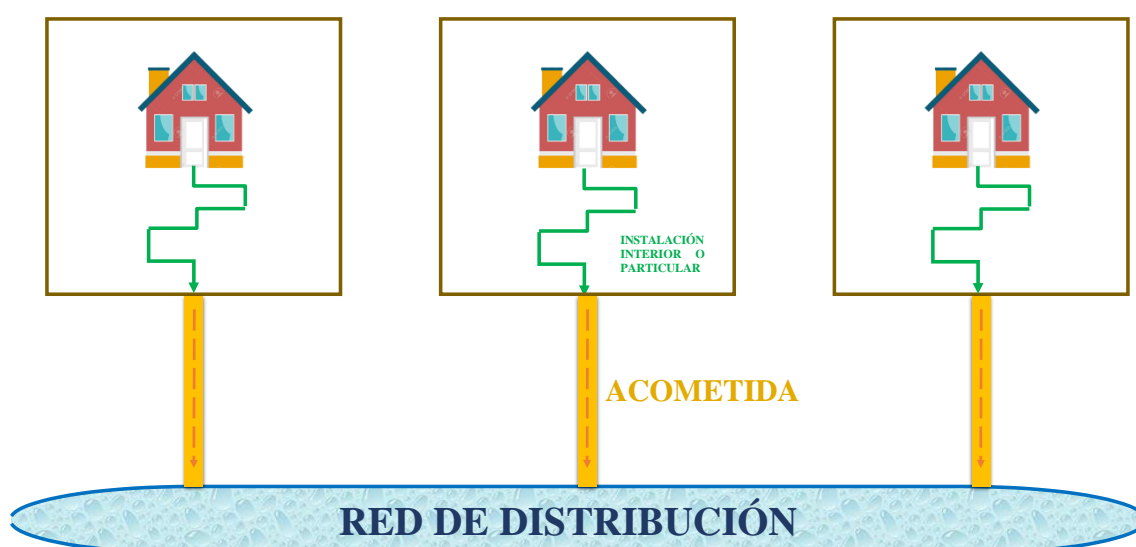 INSTALACIÓN
INTERIOR O
PARTICULAR
ACOMETIDA
RED DE DISTRIBUCIÓN